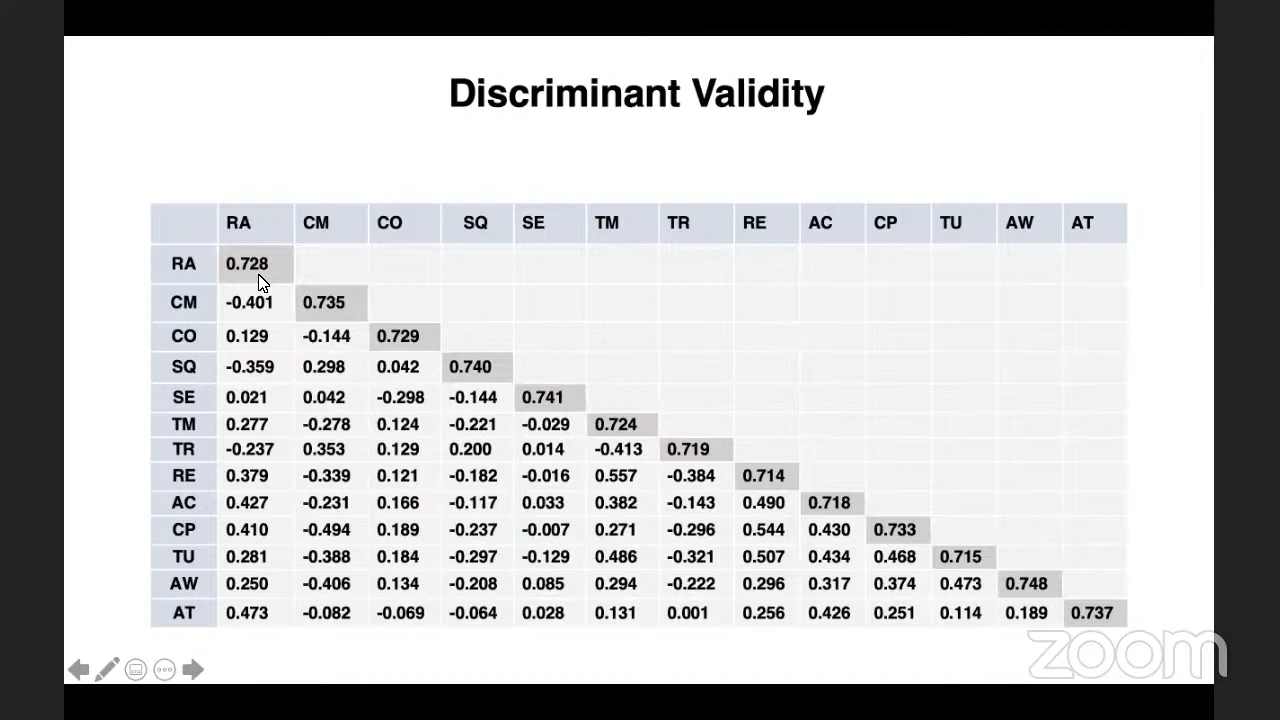 Discriminant Validity
RA CM CO SQ SE TM TR RE AC CP TU AW AT
RA 0.728
CM -0.401 0.735
CO 0.129 -0.144 0.729
SQ -0.359 0.298 0.042 0.740
SE 0.021 0.042 -0.298 -0.144 0.741
TM 0.277 -0.278 0.124 -0.221 -0.029 0.724
TR -0.237 0.353 0.129 0.200 0.014 -0.413 0.719
RE 0.379 -0.339 0.121 -0.182 -0.016 0.557 -0.384 0.714
AC 0.427 -0.231 0.166 -0.117 0.033 0.382 -0.143 0.490 0.718
CP 0.410 -0.494 0.189 -0.237 -0.007 0.271 -0.296 0.544 0.430 0.733
TU 0.281 -0.388 0.184 -0.297 -0.129 0.486 -0.321 0.507 0.434 0.468 0.715
AW 0.250 -0.406 0.134 -0.208 0.085 0.294 -0.222 0.296 0.317 0.374 0.473 0.748
AT 0.473 -0.082 -0.069 -0.064 0.028 0.131 0.001 0.256 0.426 0.251 0.114 0.189 0.737
zoom